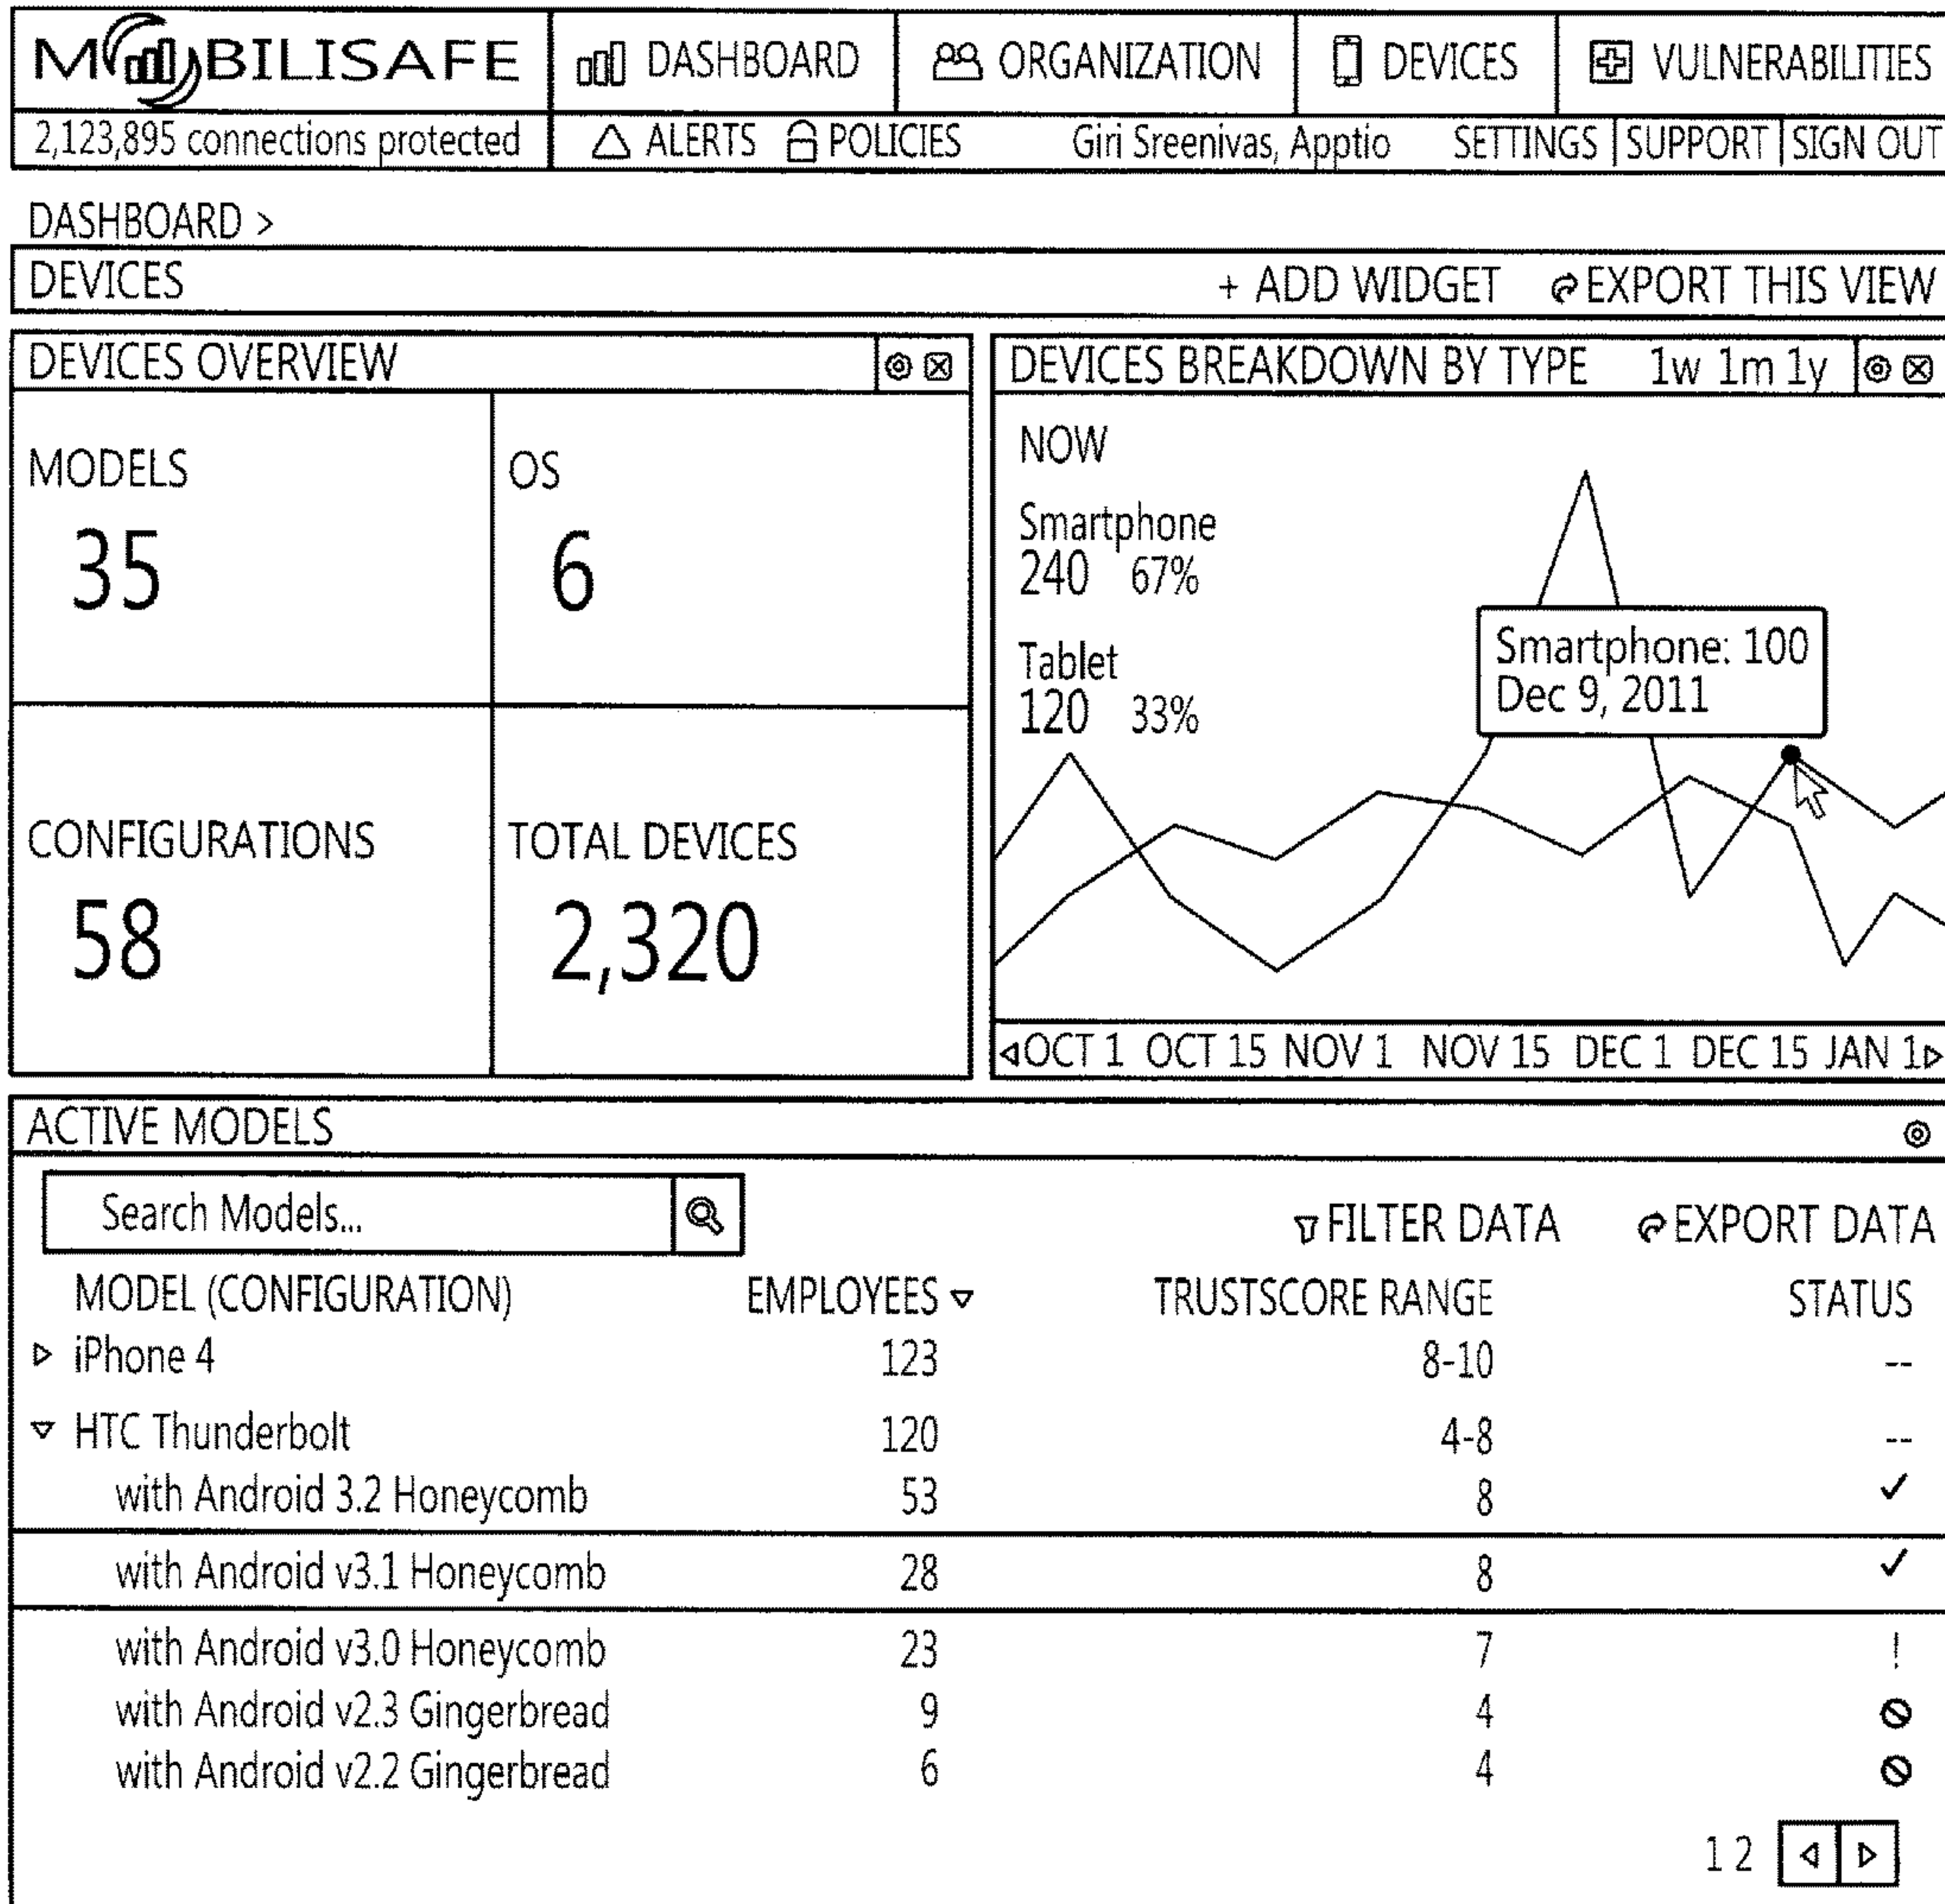 MOBILISAFE
DASHBOARD
ORGANIZATION
DEVICES
VULNERABILITIES
2,123,895 connections protected
ALERTS
POLICIES
Giri Sreenivas, Apptio
SETTINGS
SUPPORT
SIGN OUT
DASHBOARD >
DEVICES
+ ADD WIDGET
EXPORT THIS VIEW
DEVICES OVERVIEW
MODELS
35
OS
6
CONFIGURATIONS
58
TOTAL DEVICES
2,320
DEVICES BREAKDOWN BY TYPE 1w 1m 1y
NOW
Smartphone
240 67%
Tablet
120 33%
Smartphone: 100
Dec 9, 2011
OCT 1 OCT 15 NOV 1 NOV 15 DEC 1 DEC 15 JAN 1
ACTIVE MODELS
Search Models...
FILTER DATA
EXPORT DATA
MODEL (CONFIGURATION) EMPLOYEES TRUSTSCORE RANGE STATUS
iPhone 4 123 8-10 --
HTC Thunderbolt 120 4-8 --
with Android 3.2 Honeycomb 53 8 ✓
with Android v3.1 Honeycomb 28 8 ✓
with Android v3.0 Honeycomb 23 7 !
with Android v2.3 Gingerbread 9 4
with Android v2.2 Gingerbread 6 4
1 2